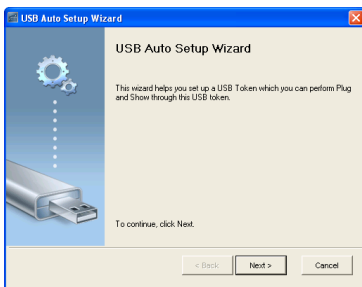 USB Auto Setup Wizard
USB Auto Setup Wizard
This wizard helps you set up a USB Token which you can perform Plug
and Show through this USB token.
To continue, click Next.
< Back
Next >
Cancel